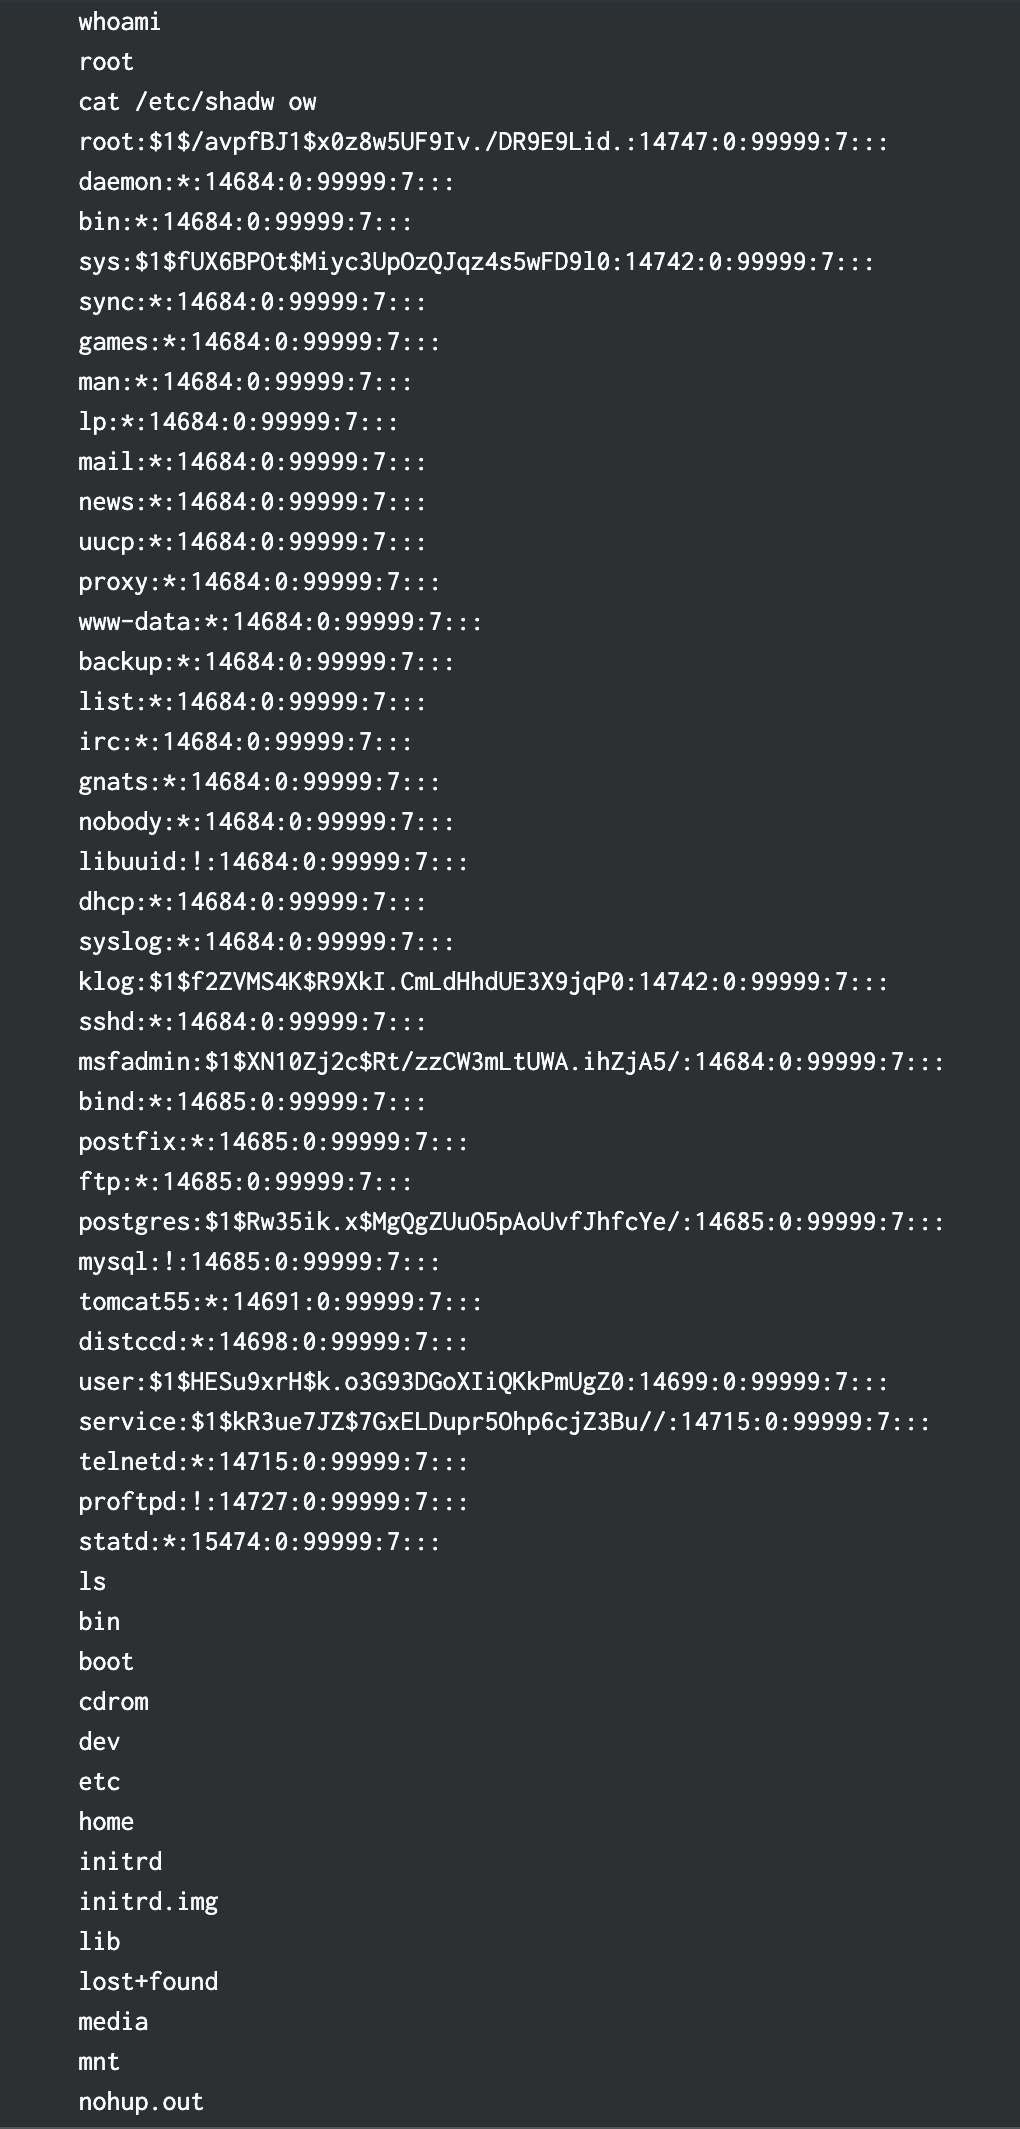 whoami
root
cat /etc/shadw ow
root:$1$/avpfBJ1$x0z8w5UF9Iv./DR9E9Lid.:14747:0:99999:7:::
daemon:*:14684:0:99999:7:::
bin:*:14684:0:99999:7:::
sys:$1$fUX6BPOt$Miyc3UpOzQJqz4s5wFD9l0:14742:0:99999:7:::
sync:*:14684:0:99999:7:::
games:*:14684:0:99999:7:::
man:*:14684:0:99999:7:::
lp:*:14684:0:99999:7:::
mail:*:14684:0:99999:7:::
news:*:14684:0:99999:7:::
uucp:*:14684:0:99999:7:::
proxy:*:14684:0:99999:7:::
www-data:*:14684:0:99999:7:::
backup:*:14684:0:99999:7:::
list:*:14684:0:99999:7:::
irc:*:14684:0:99999:7:::
gnats:*:14684:0:99999:7:::
nobody:*:14684:0:99999:7:::
libuuid:!:14684:0:99999:7:::
dhcp:*:14684:0:99999:7:::
syslog:*:14684:0:99999:7:::
klog:$1$f2ZVMS4K$R9XkI.CmLdHhdUE3X9jqP0:14742:0:99999:7:::
sshd:*:14684:0:99999:7:::
msfadmin:$1$XN10Zj2c$Rt/zzCW3mLtUWA.ihZjA5/:14684:0:99999:7:::
bind:*:14685:0:99999:7:::
postfix:*:14685:0:99999:7:::
ftp:*:14685:0:99999:7:::
postgres:$1$Rw35ik.x$MgQgZUuO5pAoUvfJhfcYe/:14685:0:99999:7:::
mysql:!:14685:0:99999:7:::
tomcat55:*:14691:0:99999:7:::
distccd:*:14698:0:99999:7:::
user:$1$HESu9xrH$k.o3G93DGoXIiQKkPmUgZ0:14699:0:99999:7:::
service:$1$kR3ue7JZ$7GxELDupr5Ohp6cjZ3Bu//:14715:0:99999:7:::
telnetd:*:14715:0:99999:7:::
proftpd:!:14727:0:99999:7:::
statd:*:15474:0:99999:7:::
ls
bin
boot
cdrom
dev
etc
home
initrd
initrd.img
lib
lost+found
media
mnt
nohup.out